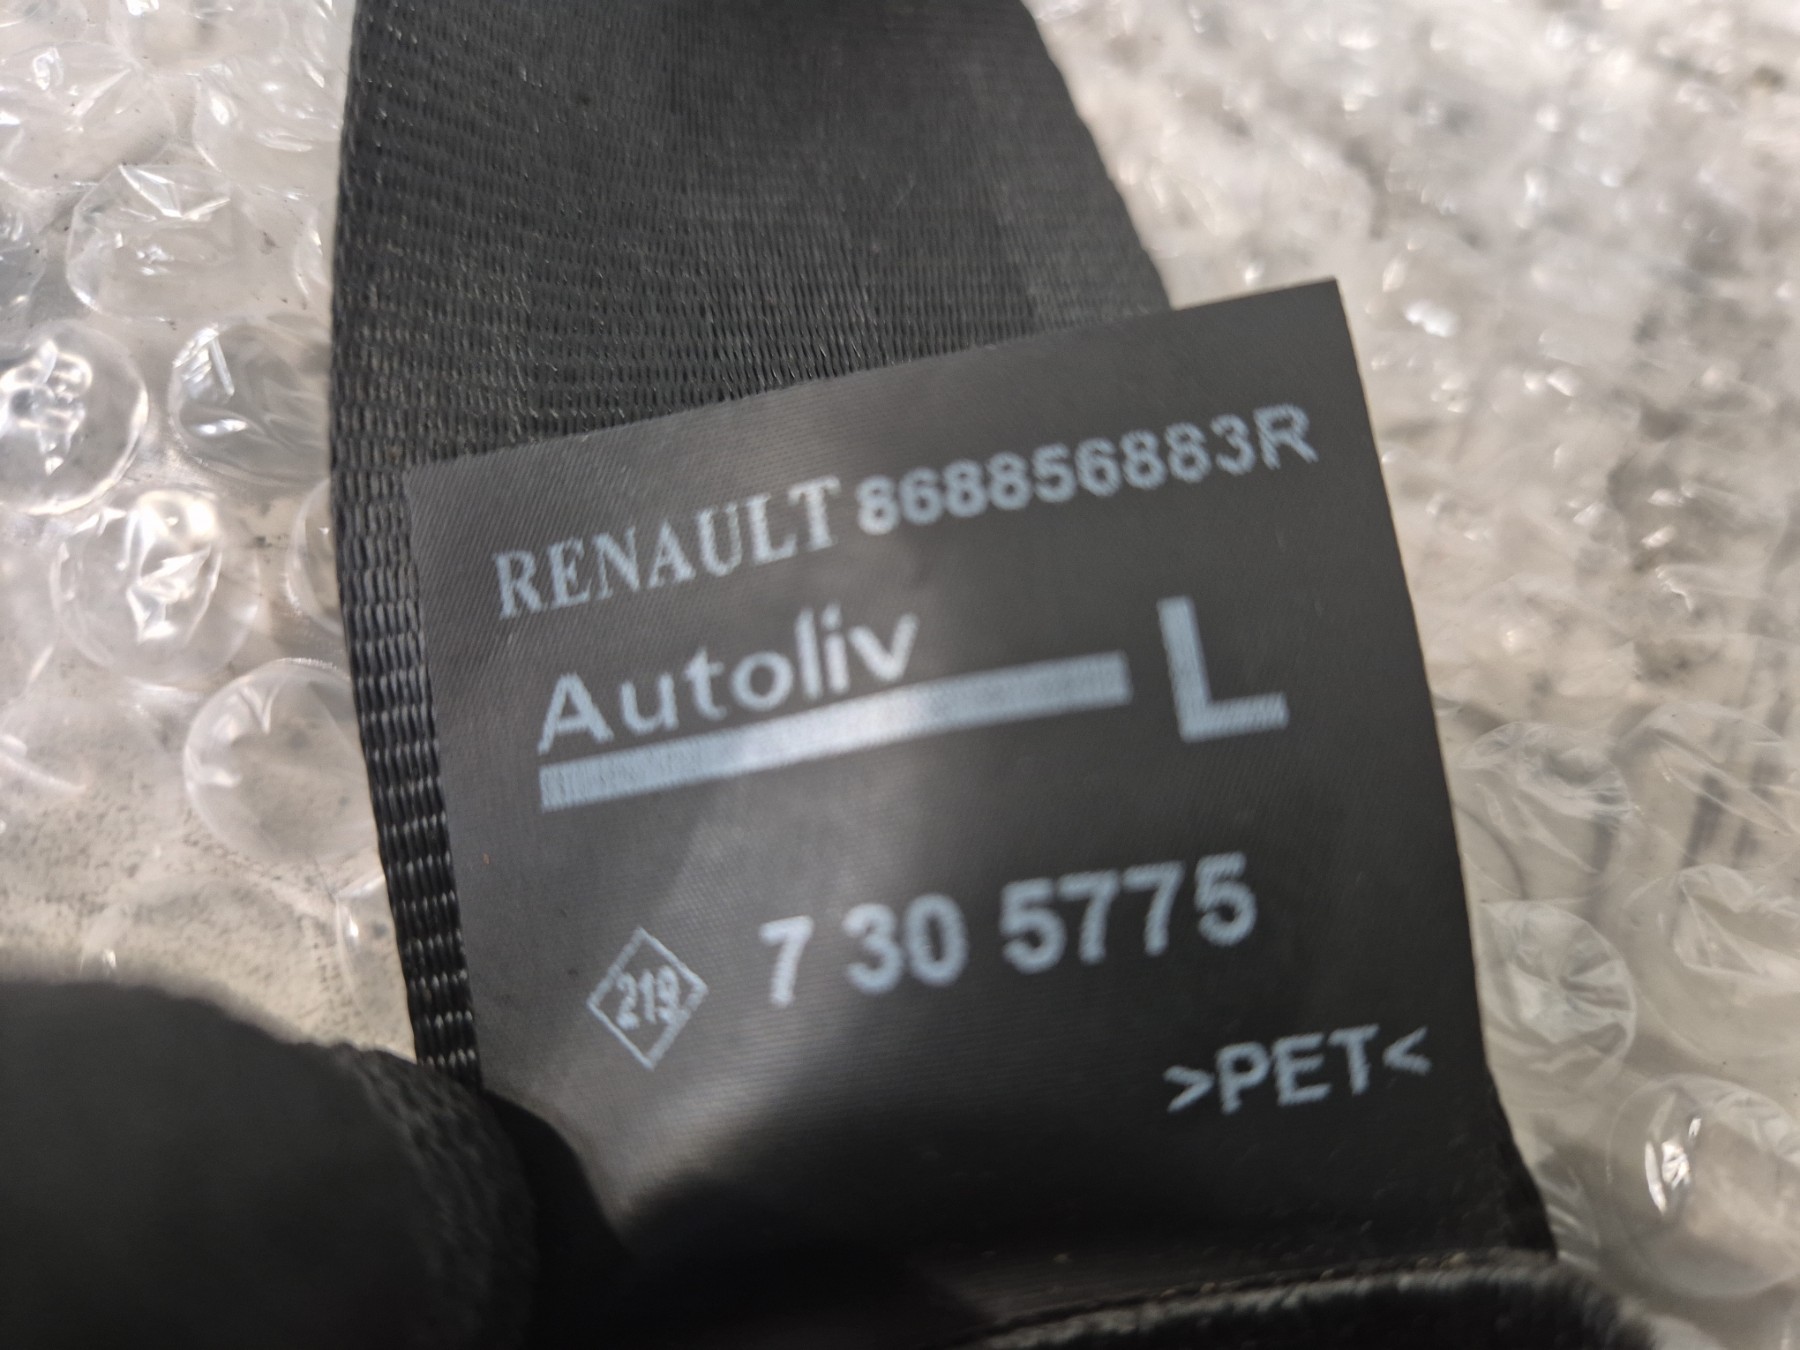 RENAULT 868856883R
Autoliv L
219 7 30 5775
>PET<